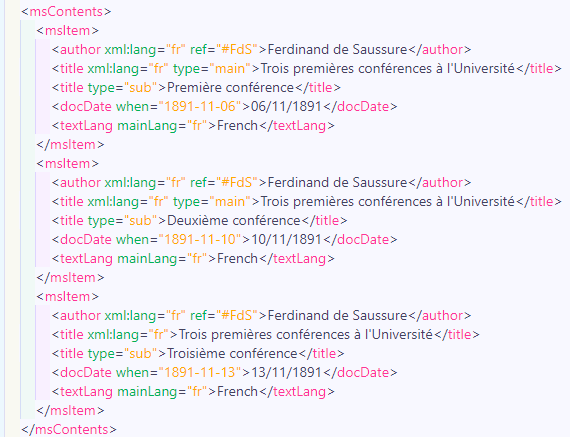 <msContents>
<msItem>
<author xml:lang="fr" ref="#FdS">Ferdinand de Saussure</author>
<title xml:lang="fr" type="main">Trois premières conférences à l'Université</title>
<title type="sub">Première conférence</title>
<docDate when="1891-11-06">06/11/1891</docDate>
<textLang mainLang="fr">French</textLang>
</msItem>
<msItem>
<author xml:lang="fr" ref="#FdS">Ferdinand de Saussure</author>
<title xml:lang="fr" type="main">Trois premières conférences à l'Université</title>
<title type="sub">Deuxième conférence</title>
<docDate when="1891-11-10">10/11/1891</docDate>
<textLang mainLang="fr">French</textLang>
</msItem>
<msItem>
<author xml:lang="fr" ref="#FdS">Ferdinand de Saussure</author>
<title xml:lang="fr">Trois premières conférences à l'Université</title>
<title type="sub">Troisième conférence</title>
<docDate when="1891-11-13">13/11/1891</docDate>
<textLang mainLang="fr">French</textLang>
</msItem>
</msContents>